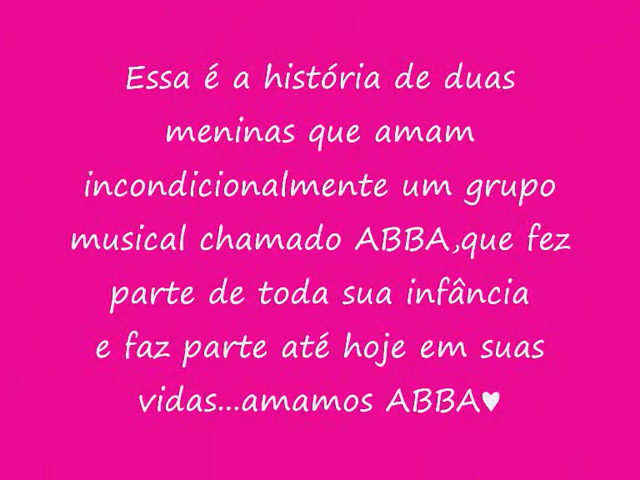 Essa é a história de duas
meninas que amam
incondicionalmente um grupo
musical chamado ABBA,que fez
parte de toda sua infância
e faz parte até hoje em suas
vidas...amamos ABBA♥